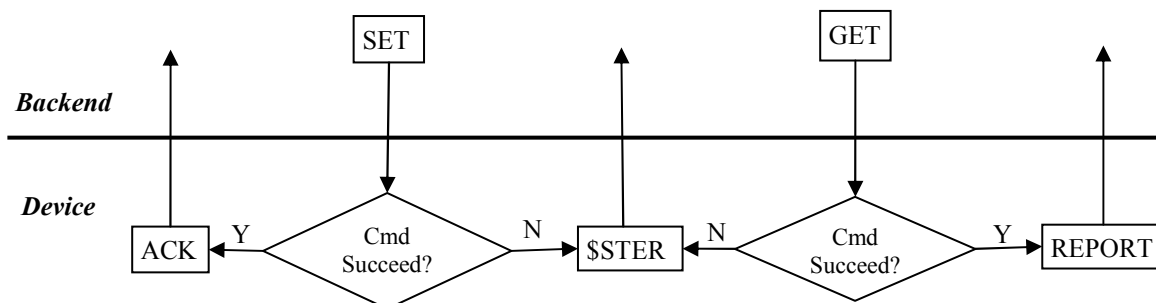 SET
GET
Backend
Device
ACK
Y
Cmd
Succeed?
N
$STER
N
Cmd
Succeed?
Y
REPORT